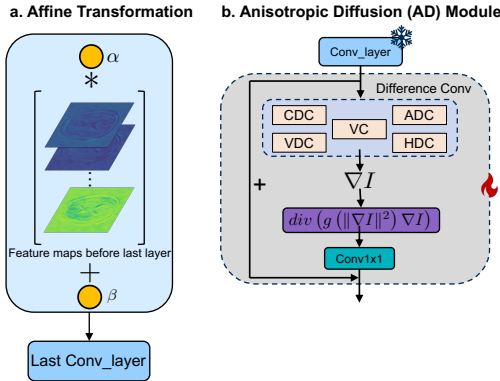 a. Affine Transformation
α
*
Feature maps before last layer
+
β
Last Conv_layer
b. Anisotropic Diffusion (AD) Module
Conv_layer
Difference Conv
CDC
ADC
VC
VDC
HDC
∇I
+
div (g (‖∇I‖²) ∇I)
Conv1x1